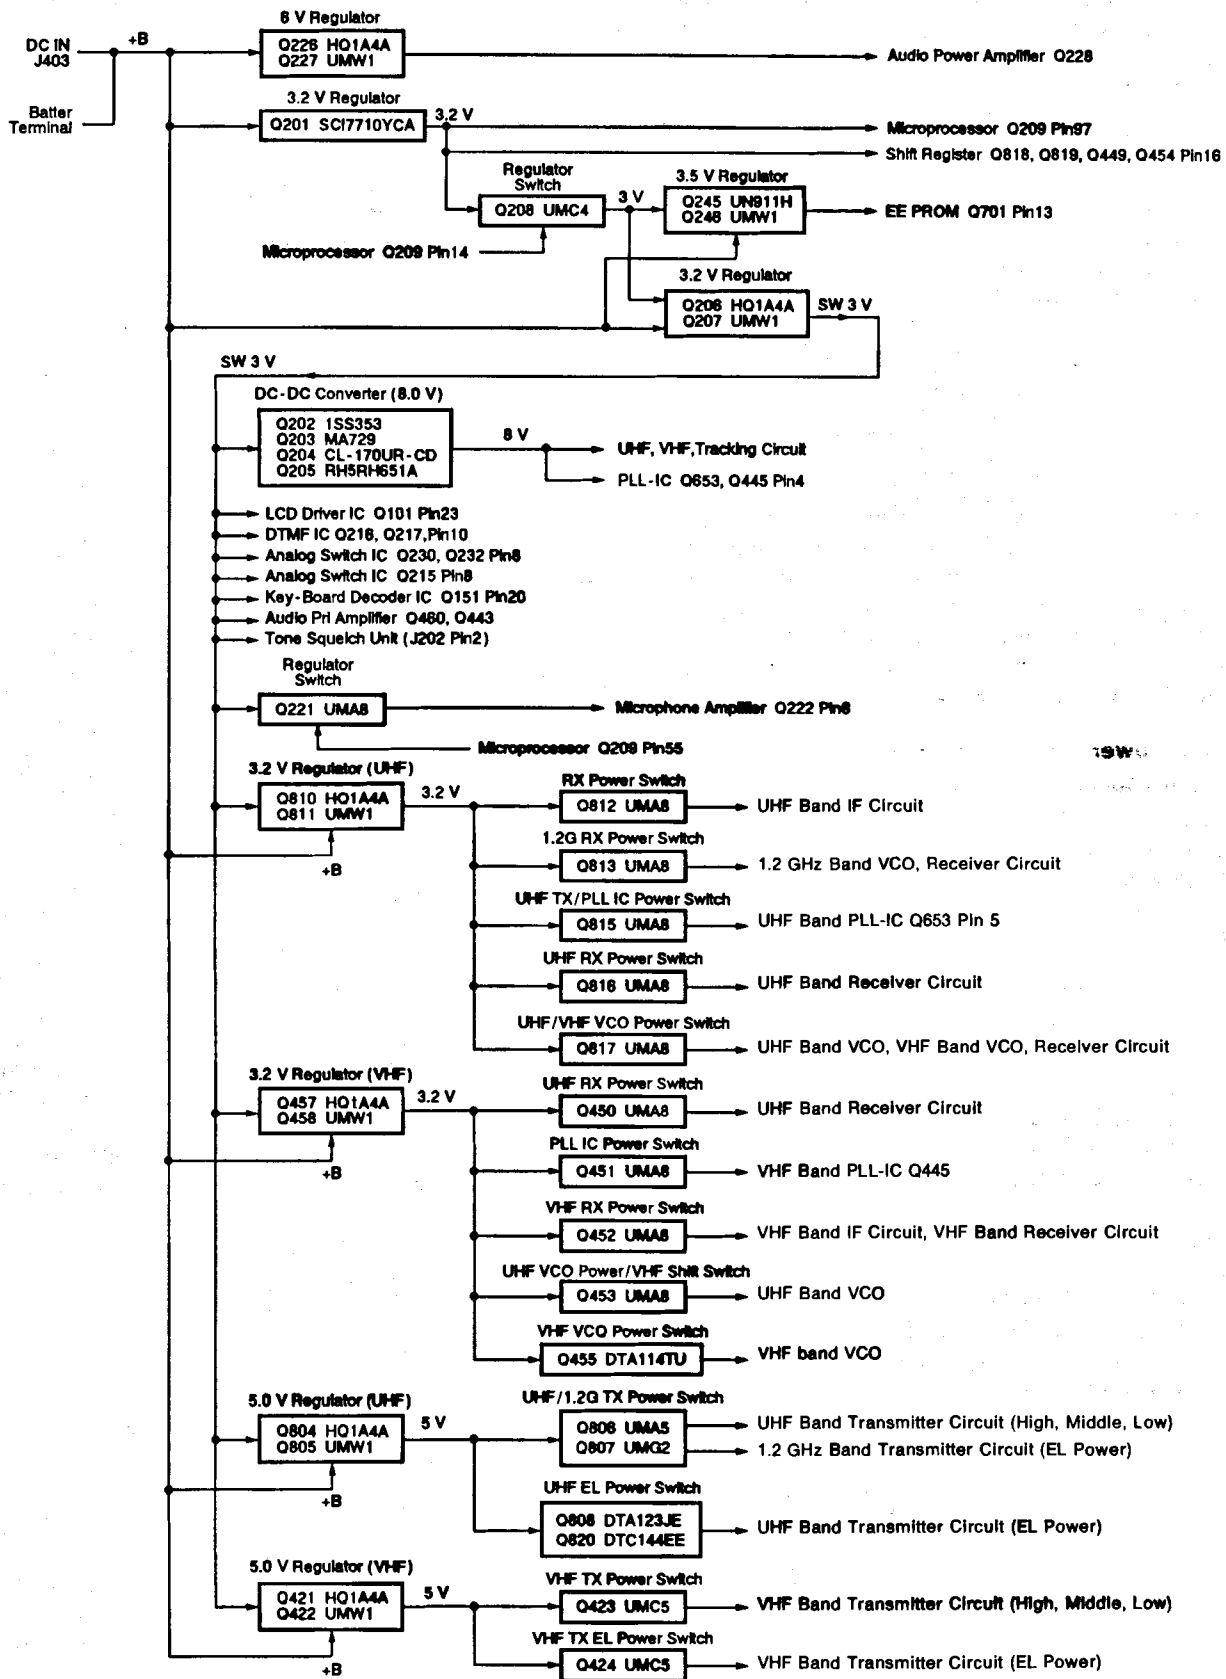 6 V Regulator
DC IN
J403
+B
Q226 HQ1A4A
Q227 UMW1
Audio Power Amplifier Q228
Batter
Terminal
3.2 V Regulator
Q201 SCI7710YCA
3.2 V
Microprocessor Q209 Pin97
Shift Register Q818, Q819, Q449, Q454 Pin16
Regulator
Switch
Q208 UMC4
3 V
3.5 V Regulator
Q245 UN911H
Q246 UMW1
EE PROM Q701 Pin13
Microprocessor Q209 Pin14
3.2 V Regulator
Q206 HQ1A4A
Q207 UMW1
SW 3 V
SW 3 V
DC-DC Converter (8.0 V)
Q202 1SS353
Q203 MA729
Q204 CL-170UR-CD
Q205 RH5RH651A
8 V
UHF, VHF,Tracking Circuit
PLL-IC Q653, Q445 Pin4
LCD Driver IC Q101 Pin23
DTMF IC Q216, Q217,Pin10
Analog Switch IC Q230, Q232 Pin8
Analog Switch IC Q215 Pin8
Key-Board Decoder IC Q151 Pin20
Audio Pri Amplifier Q460, Q443
Tone Squelch Unit (J202 Pin2)
Regulator
Switch
Q221 UMA8
Microphone Amplifier Q222 Pin6
Microprocessor Q209 Pin55
3.2 V Regulator (UHF)
Q810 HQ1A4A
Q811 UMW1
3.2 V
+B
RX Power Switch
Q812 UMA8
UHF Band IF Circuit
1.2G RX Power Switch
Q813 UMA8
1.2 GHz Band VCO, Receiver Circuit
UHF TX/PLL IC Power Switch
Q815 UMA8
UHF Band PLL-IC Q653 Pin 5
UHF RX Power Switch
Q816 UMA8
UHF Band Receiver Circuit
UHF/VHF VCO Power Switch
Q817 UMA8
UHF Band VCO, VHF Band VCO, Receiver Circuit
3.2 V Regulator (VHF)
Q457 HQ1A4A
Q458 UMW1
3.2 V
+B
UHF RX Power Switch
Q450 UMA8
UHF Band Receiver Circuit
PLL IC Power Switch
Q451 UMA8
VHF Band PLL-IC Q445
VHF RX Power Switch
Q452 UMA8
VHF Band IF Circuit, VHF Band Receiver Circuit
UHF VCO Power/VHF Shift Switch
Q453 UMA8
UHF Band VCO
VHF VCO Power Switch
Q455 DTA114TU
VHF band VCO
5.0 V Regulator (UHF)
Q804 HQ1A4A
Q805 UMW1
5 V
+B
UHF/1.2G TX Power Switch
Q806 UMA5
Q807 UMG2
UHF Band Transmitter Circuit (High, Middle, Low)
1.2 GHz Band Transmitter Circuit (EL Power)
UHF EL Power Switch
Q808 DTA123JE
Q820 DTC144EE
UHF Band Transmitter Circuit (EL Power)
5.0 V Regulator (VHF)
Q421 HQ1A4A
Q422 UMW1
5 V
+B
VHF TX Power Switch
Q423 UMC5
VHF Band Transmitter Circuit (High, Middle, Low)
VHF TX EL Power Switch
Q424 UMC5
VHF Band Transmitter Circuit (EL Power)